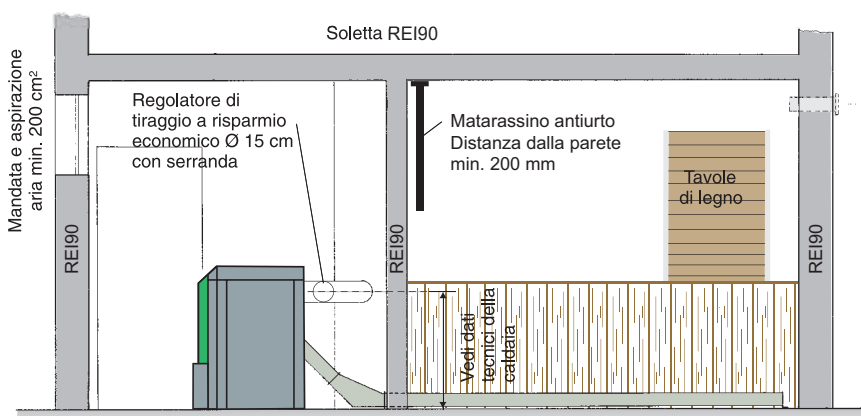 Soletta REI90
Mandata e aspirazione
aria min. 200 cm²
Regolatore di
tiraggio a risparmio
economico Ø 15 cm
con serranda
Matarassino antiurto
Distanza dalla parete
min. 200 mm
Tavole
di legno
REI90
REI90
REI90
Vedi dati
tecnici della
caldaia